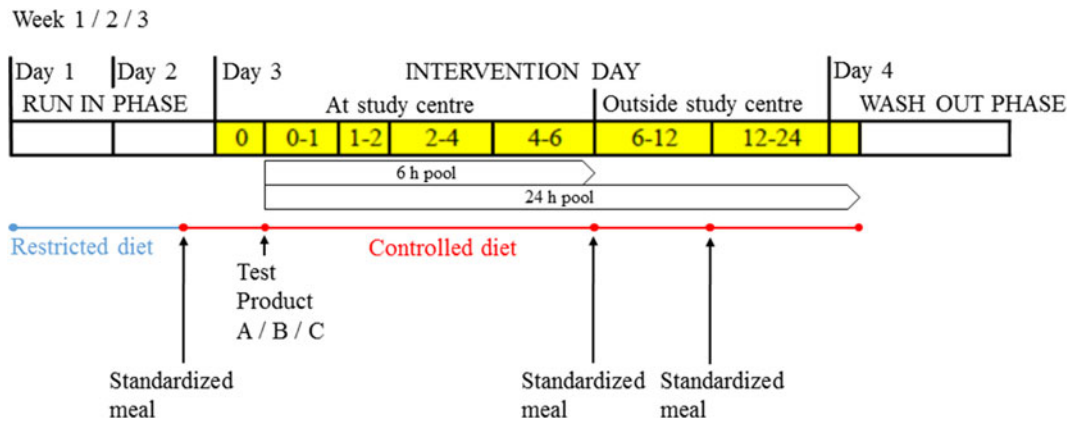 Week 1 / 2 / 3
Day 1 Day 2 Day 3 INTERVENTION DAY Day 4
RUN IN PHASE At study centre Outside study centre WASH OUT PHASE
0 0-1 1-2 2-4 4-6 6-12 12-24
6 h pool
24 h pool
Restricted diet Controlled diet
Test
Product
A / B / C
Standardized Standardized Standardized
meal meal meal